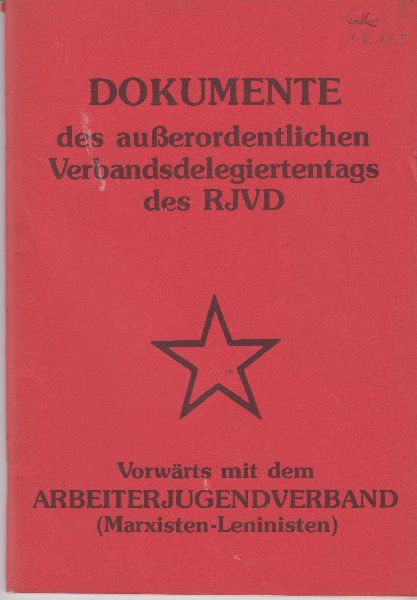 DOKUMENTE
des außerordentlichen
Verbandsdelegiertentags
des RJVD
Vorwärts mit dem
ARBEITERJUGENDVERBAND
(Marxisten-Leninisten)